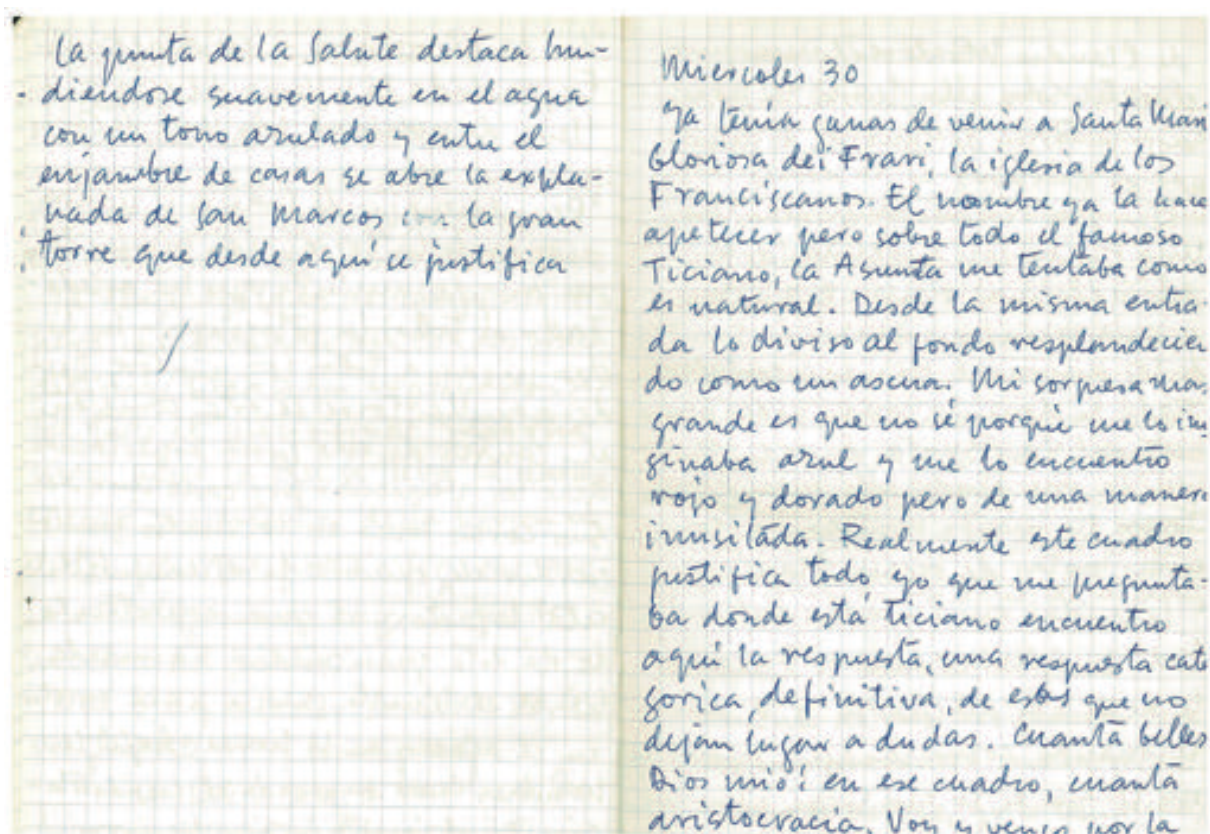 la punta de la Salute destaca hun-
diendose suavemente en el agua
con un tono azulado y entre el
enjambre de casas se abre la expla-
nada de San Marcos con la gran
torre que desde aqui se justifica
Miercoles 30
Ya tenía ganas de venir a Santa Mari
Gloriosa dei Frari, la iglesia de los
Franciscanos. El nombre ya la hace
apetecer pero sobre todo el famoso
Ticiano, la Asunta me tentaba como
es natural. Desde la misma entra-
da lo diviso al fondo resplandecien
do como un ascua. Mi sorpresa mas
grande es que no sé porqué me lo im
ginaba azul y me lo encuentro
rojo y dorado pero de una manera
inusitada. Realmente este cuadro
justifica todo yo que me pregunta-
ba donde está Ticiano encuentro
aquí la respuesta, una respuesta cate
gorica, definitiva, de estas que no
dejan lugar a dudas. Cuanta belles
Dios mio! en ese cuadro, cuanta
aristocracia. Voy y vengo por la